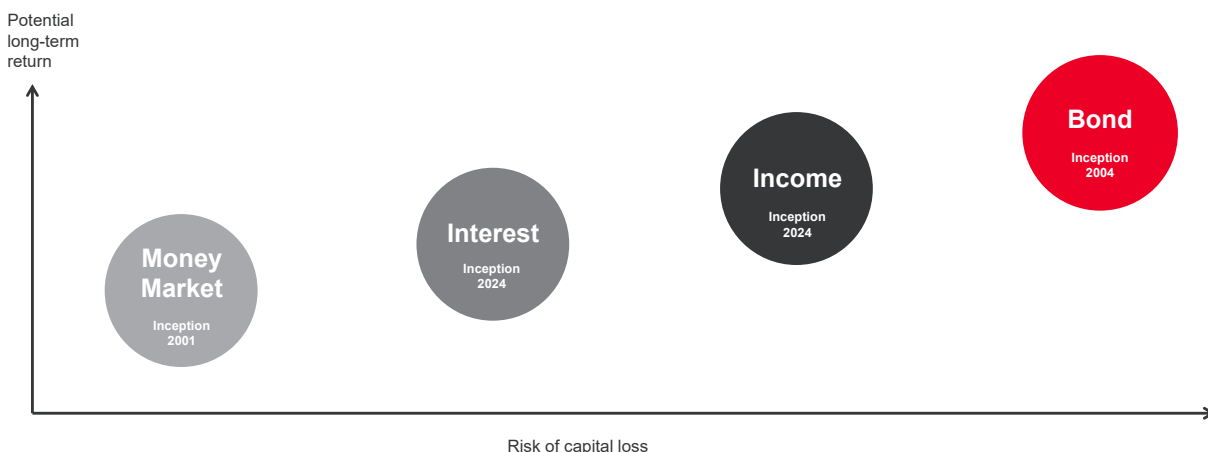 Potential
long-term
return
Money
Market
Inception
2001
Interest
Inception
2024
Income
Inception
2024
Bond
Inception
2004
Risk of capital loss